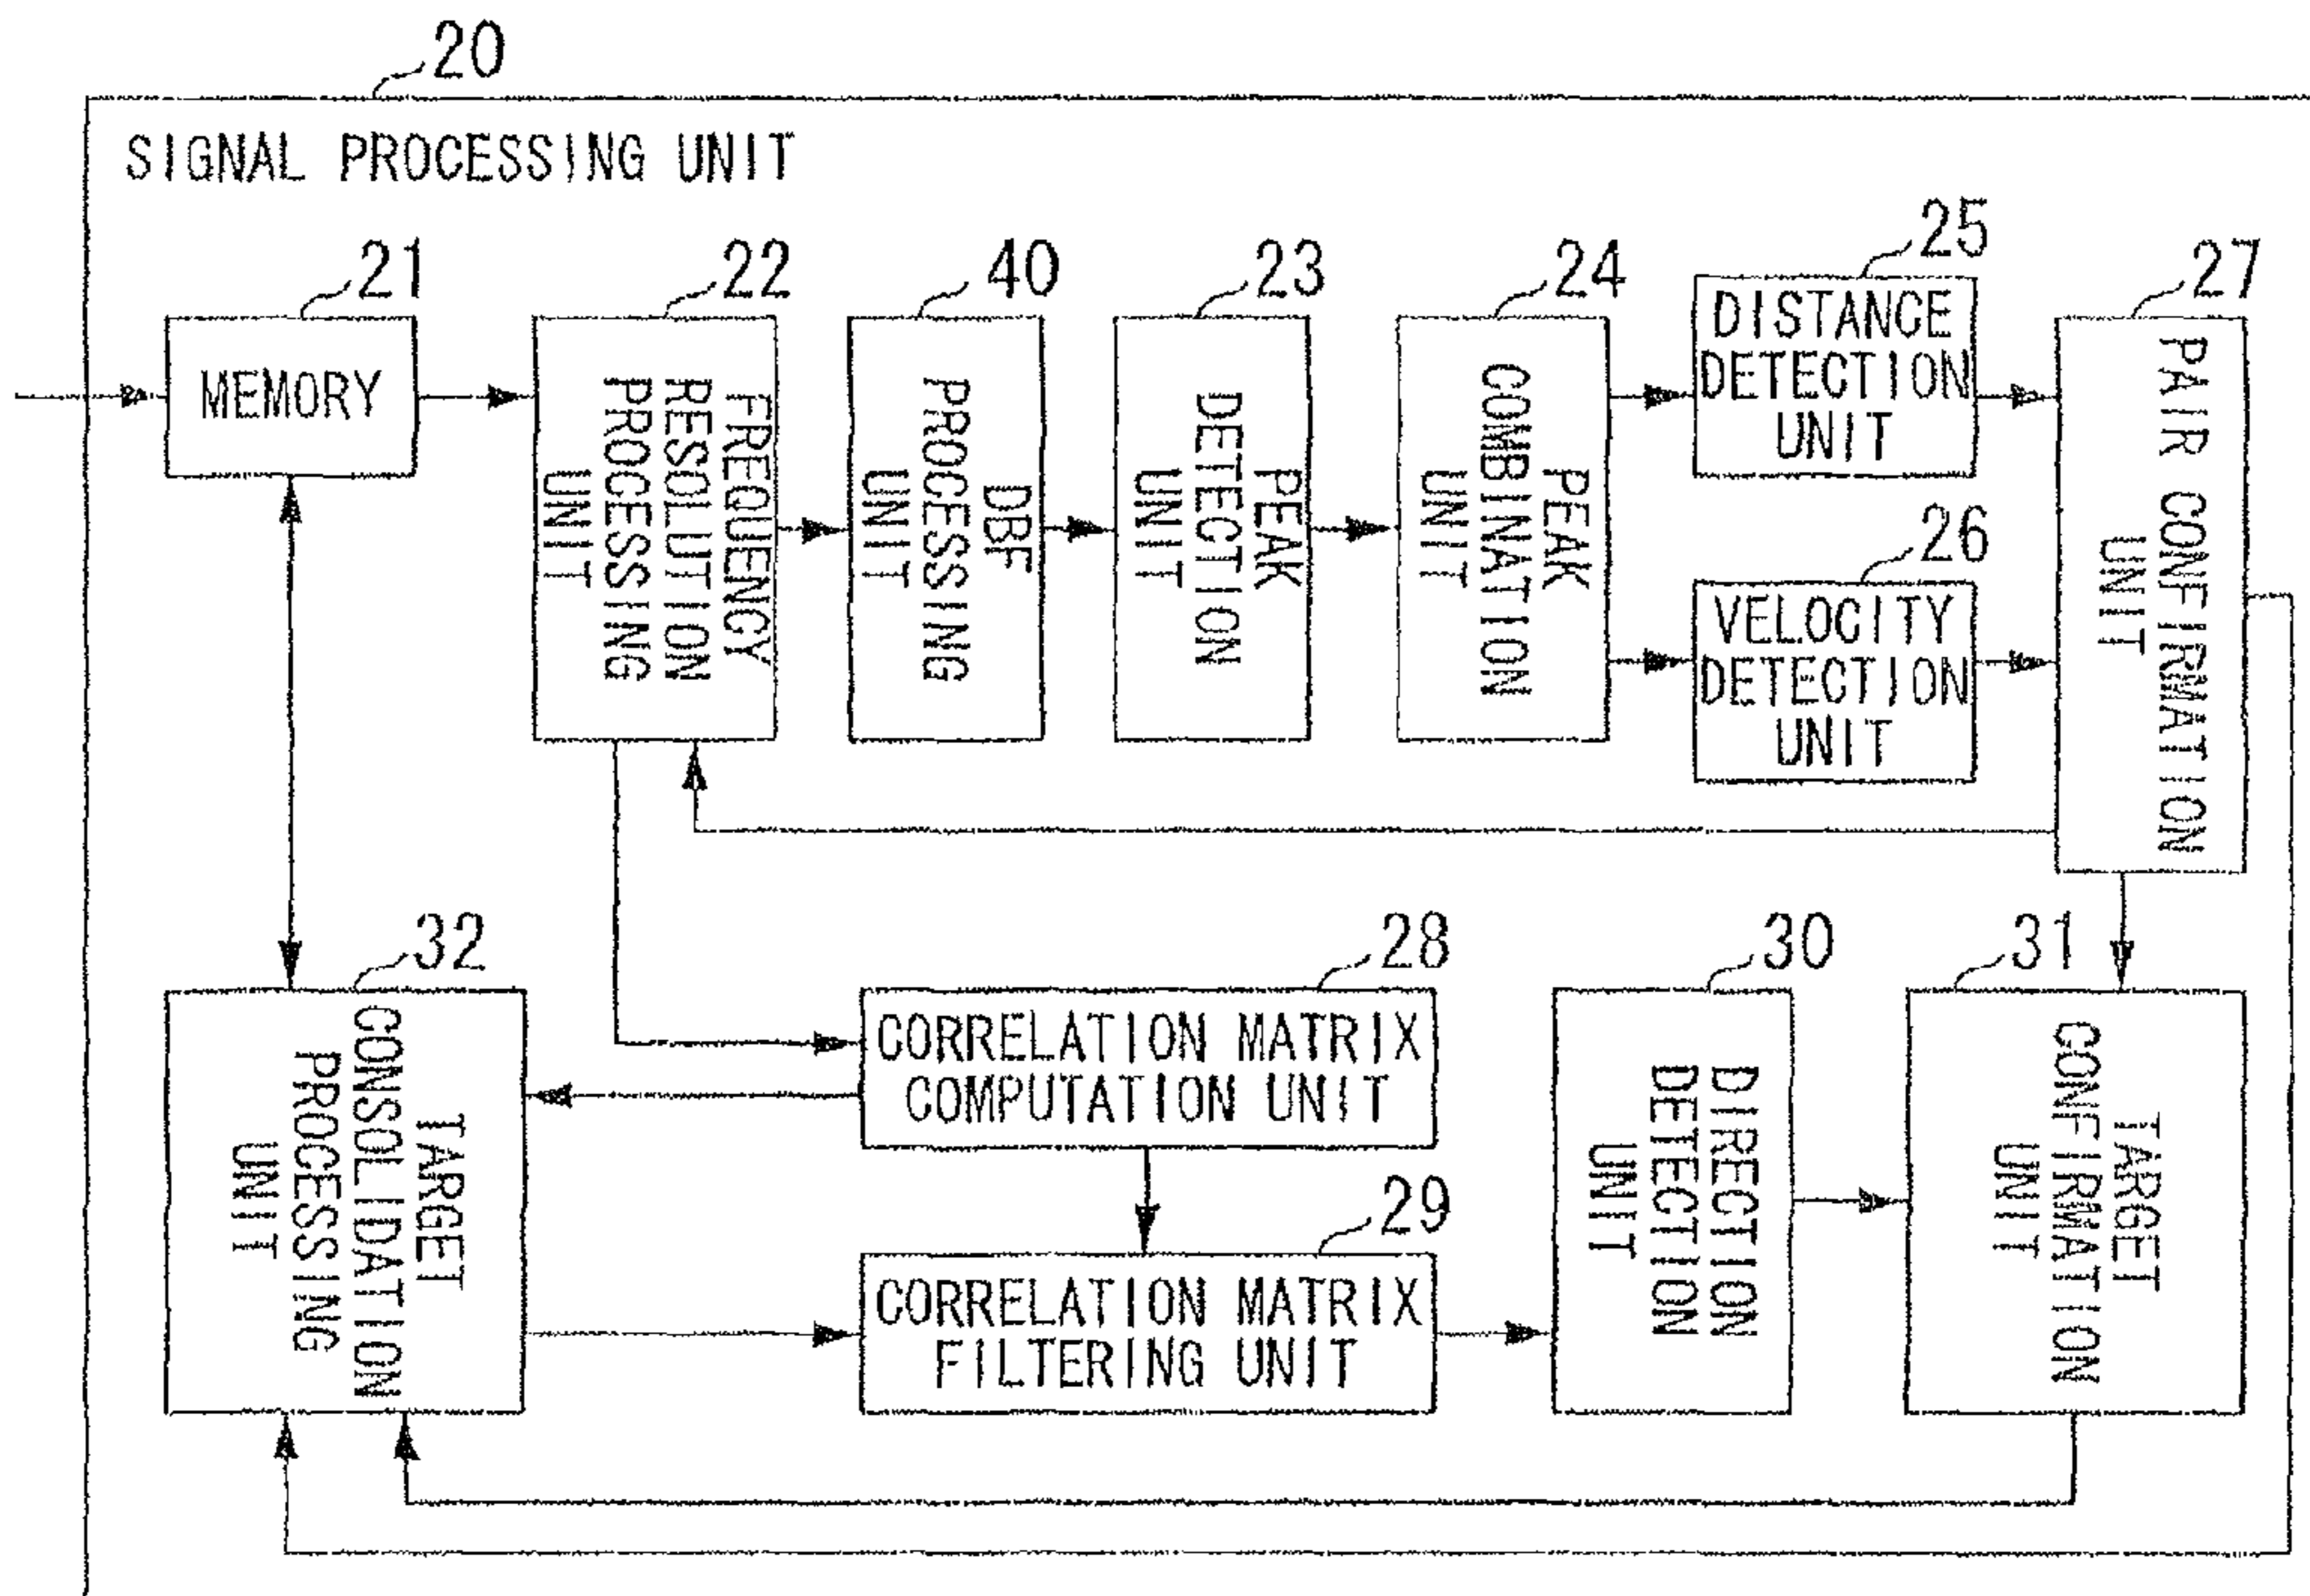 20
SIGNAL PROCESSING UNIT
21
MEMORY
22
FREQUENCY
RESOLUTION
PROCESSING
UNIT
40
DBF
PROCESSING
UNIT
23
PEAK
DETECTION
UNIT
24
PEAK
COMBINATION
UNIT
25
DISTANCE
DETECTION
UNIT
26
VELOCITY
DETECTION
UNIT
27
PAIR CONFIRMATION
UNIT
32
TARGET
CONSOLIDATION
PROCESSING
UNIT
28
CORRELATION MATRIX
COMPUTATION UNIT
29
CORRELATION MATRIX
FILTERING UNIT
30
DIRECTION
DETECTION
UNIT
31
TARGET
CONFIRMATION
UNIT